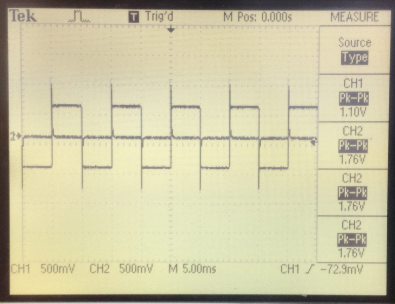 Tek T Trig'd M Pos: 0.000s MEASURE
Source
Type
CH1
Pk-Pk
1.10V
CH2
Pk-Pk
1.76V
CH2
Pk-Pk
1.76V
CH2
Pk-Pk
1.76V
2
CH1 500mV CH2 500mV M 5.00ms CH1 -72.9mV